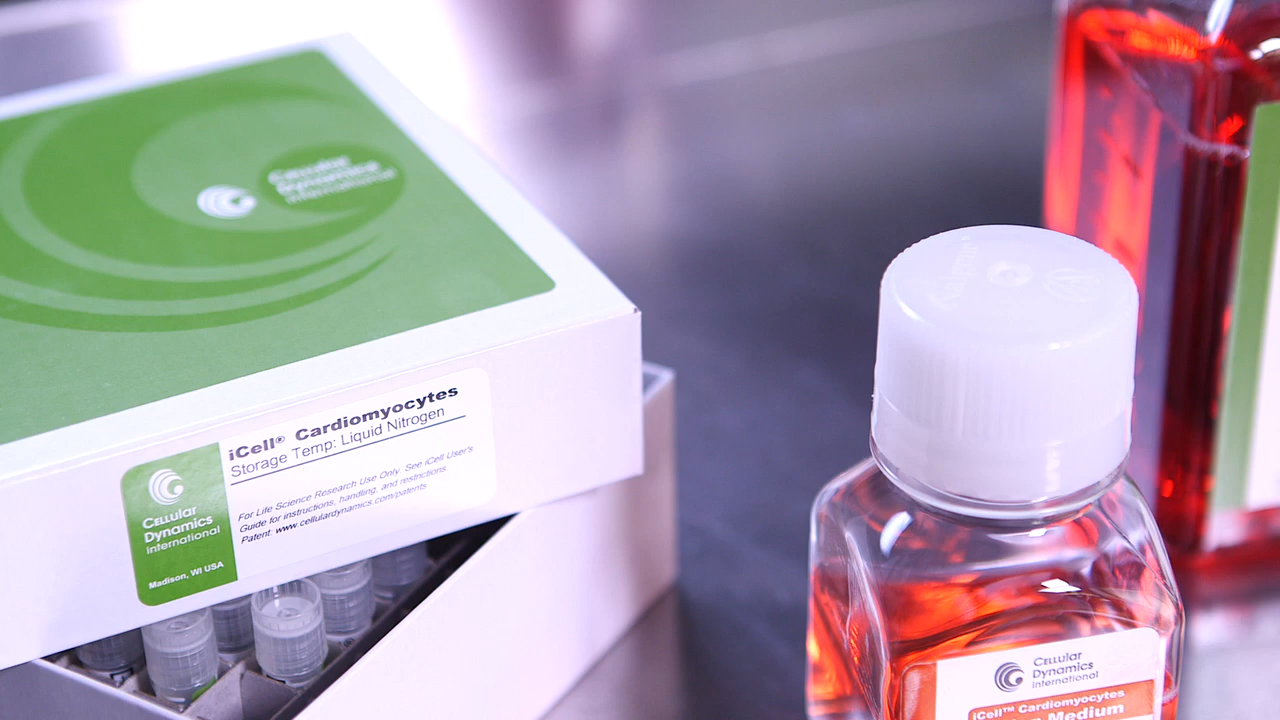 Cellular
Dynamics
international
iCell® Cardiomyocytes
Storage Temp: Liquid Nitrogen
For Life Science Research Use Only. See iCell User's
Guide for instructions, handling, and restrictions.
Patent: www.cellulardynamics.com/patents
Cellular
Dynamics
international
Madison, WI USA
Cellular
Dynamics
international
iCell™ Cardiomyocytes
Medium